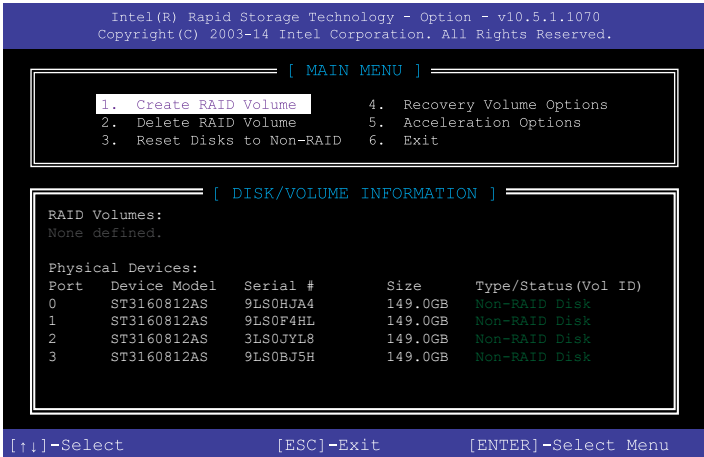 Intel(R) Rapid Storage Technology - Option - v10.5.1.1070
Copyright(C) 2003-14 Intel Corporation. All Rights Reserved.
[ MAIN MENU ]
1. Create RAID Volume 4. Recovery Volume Options
2. Delete RAID Volume 5. Acceleration Options
3. Reset Disks to Non-RAID 6. Exit
[ DISK/VOLUME INFORMATION ]
RAID Volumes:
None defined.
Physical Devices:
Port Device Model Serial # Size Type/Status(Vol ID)
0 ST3160812AS 9LS0HJA4 149.0GB Non-RAID Disk
1 ST3160812AS 9LS0F4HL 149.0GB Non-RAID Disk
2 ST3160812AS 3LS0JYL8 149.0GB Non-RAID Disk
3 ST3160812AS 9LS0BJ5H 149.0GB Non-RAID Disk
[↑↓]-Select [ESC]-Exit [ENTER]-Select Menu